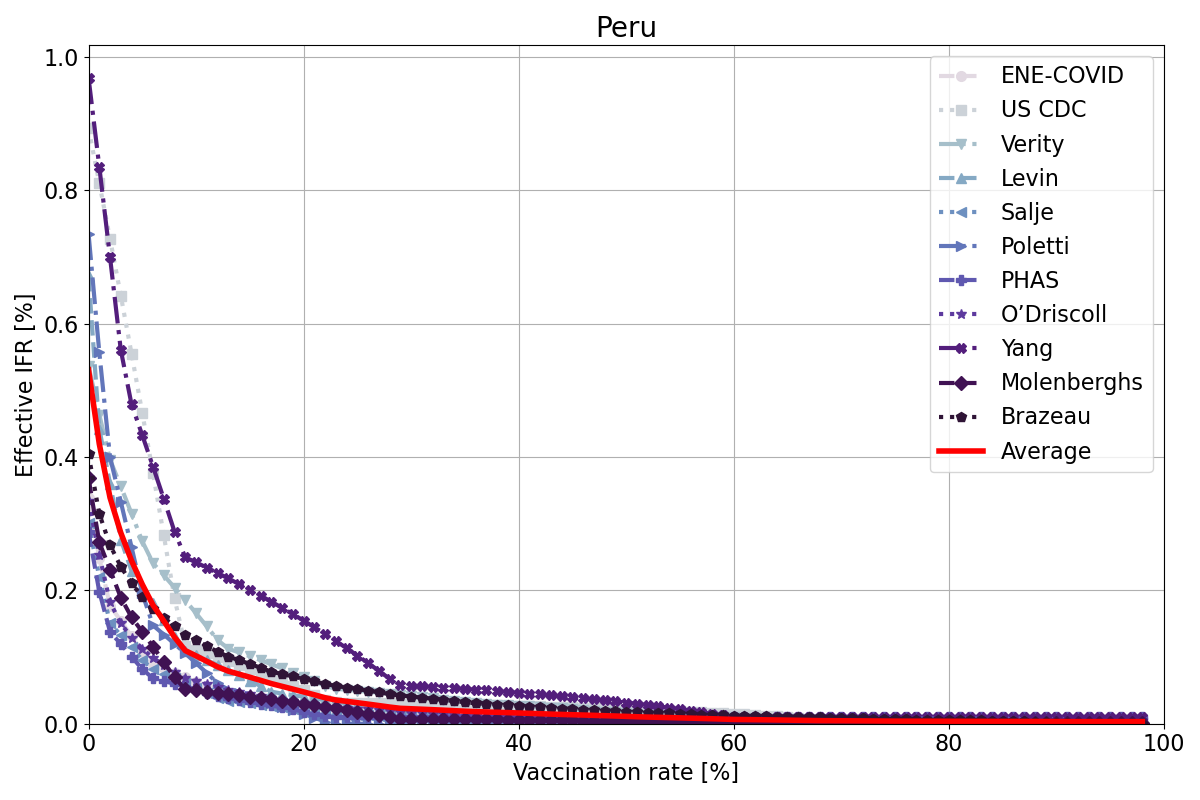 Peru
Effective IFR [%]
1.0
0.8
0.6
0.4
0.2
0.0
0
20
40
60
80
100
Vaccination rate [%]
ENE-COVID
US CDC
Verity
Levin
Salje
Poletti
PHAS
O’Driscoll
Yang
Molenberghs
Brazeau
Average